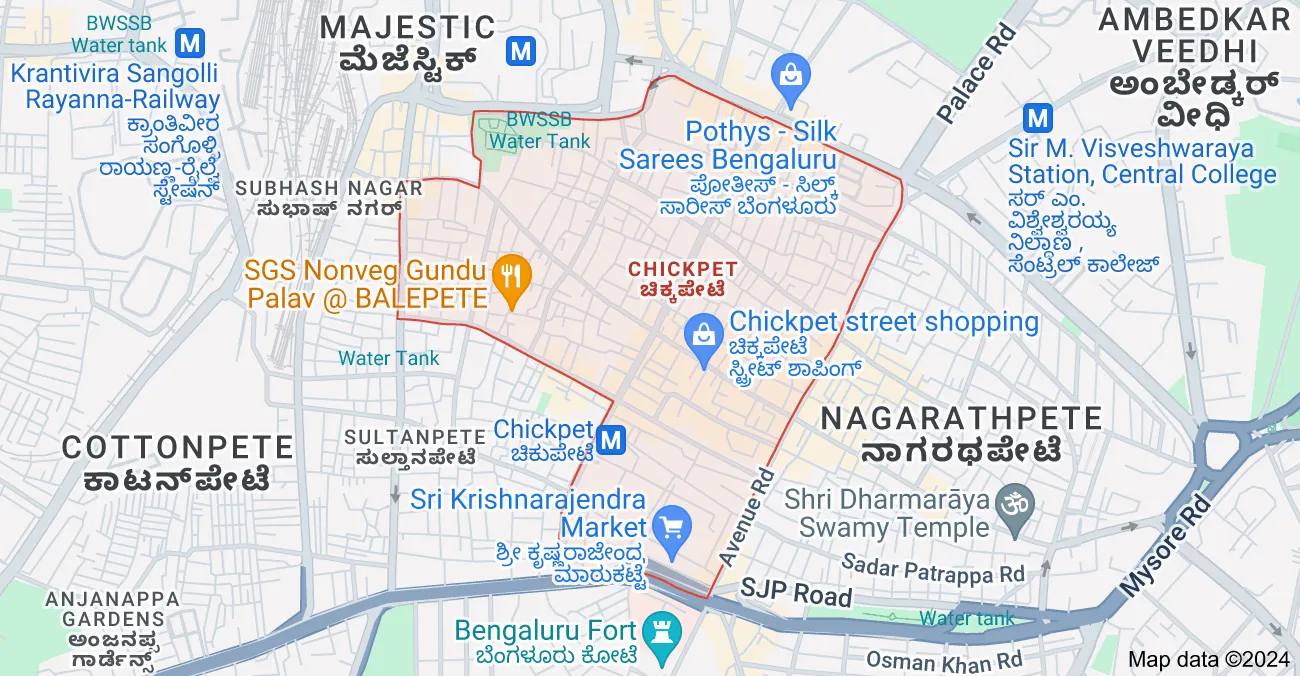 BWSSB
Water tank
M
Krantivira Sangolli
Rayanna-Railway
ಕ್ರಾಂತಿವೀರ
ಸಂಗೊಳ್ಳಿ
ರಾಯಣ್ಣ-ರೈಲ್ವೆ
ಸ್ಟೇಷನ್
MAJESTIC
ಮೆಜೆಸ್ಟಿಕ್
M
BWSSB
Water Tank
Pothys - Silk
Sarees Bengaluru
ಪೋತೀಸ್ - ಸಿಲ್ಕ್
ಸಾರೀಸ್ ಬೆಂಗಳೂರು
Palace Rd
AMBEDKAR
VEEDHI
ಅಂಬೇಡ್ಕರ್
ವೀಧಿ
M
Sir M. Visveshwaraya
Station, Central College
ಸರ್ ಎಂ.
ವಿಶ್ವೇಶ್ವರಯ್ಯ
ನಿಲ್ದಾಣ ,
ಸೆಂಟ್ರಲ್ ಕಾಲೇಜ್
SUBHASH NAGAR
ಸುಭಾಷ್ ನಗರ್
SGS Nonveg Gundu
Palav @ BALEPETE
CHICKPET
ಚಿಕ್ಕಪೇಟೆ
Chickpet street shopping
ಚಿಕ್ಕಪೇಟೆ
ಸ್ಟ್ರೀಟ್ ಶಾಪಿಂಗ್
Water Tank
COTTONPETE
ಕಾಟನ್‌ಪೇಟೆ
SULTANPETE
ಸುಲ್ತಾನಪೇಟೆ
Chickpet
ಚಿಕುಪೇಟೆ
M
NAGARATHPETE
ನಾಗರಥಪೇಟೆ
Sri Krishnarajendra
Market
ಶ್ರೀ ಕೃಷ್ಣರಾಜೇಂದ್ರ
ಮಾರುಕಟ್ಟೆ
Avenue Rd
Shri Dharmarāya
Swamy Temple
Sadar Patrappa Rd
Mysore Rd
SJP Road
Water tank
ANJANAPPA
GARDENS
ಅಂಜನಪ್ಪ
ಗಾರ್ಡೆನ್ಸ್
Bengaluru Fort
ಬೆಂಗಳೂರು ಕೋಟೆ
Osman Khan Rd
Map data ©2024